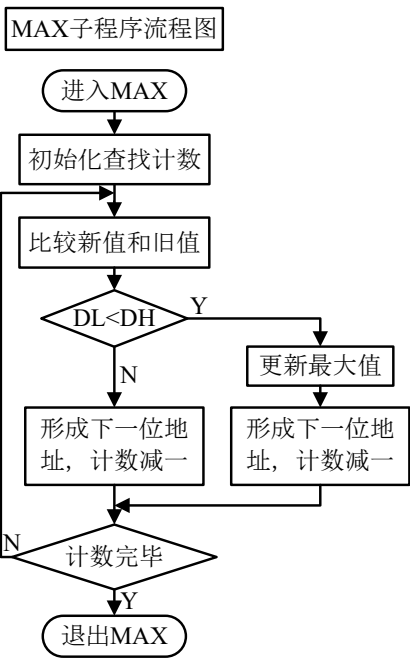 MAX子程序流程图
进入MAX
初始化查找计数
比较新值和旧值
DL<DH
Y
更新最大值
N
形成下一位地
址，计数减一
形成下一位地
址，计数减一
N
计数完毕
Y
退出MAX